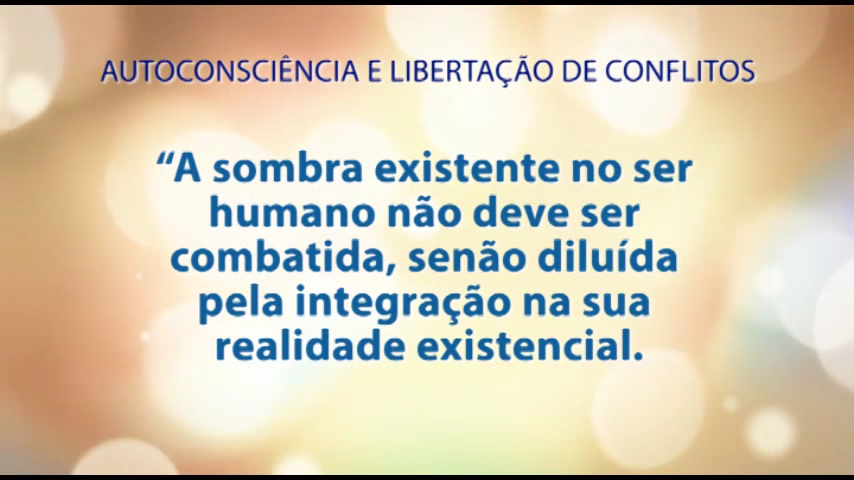 AUTOCONSCIÊNCIA E LIBERTAÇÃO DE CONFLITOS
“A sombra existente no ser
humano não deve ser
combatida, senão diluída
pela integração na sua
realidade existencial.